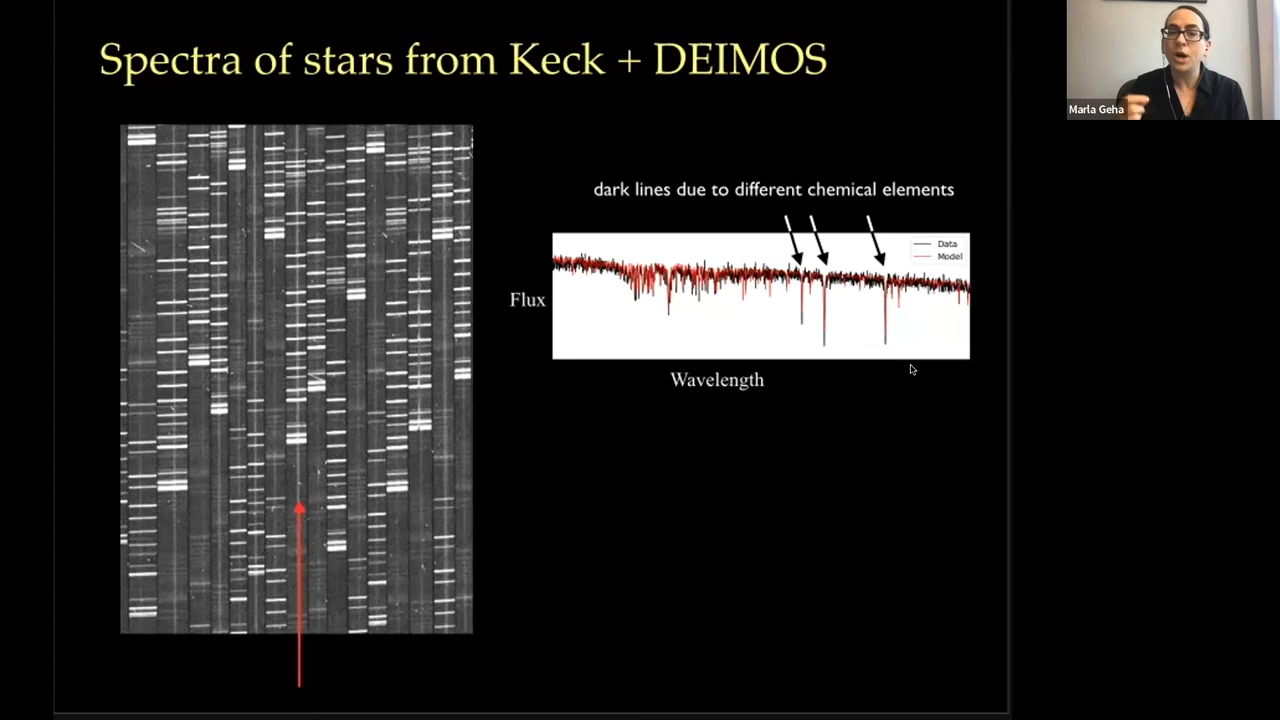 Spectra of stars from Keck + DEIMOS
Marla Geha
dark lines due to different chemical elements
Data
Model
Flux
Wavelength